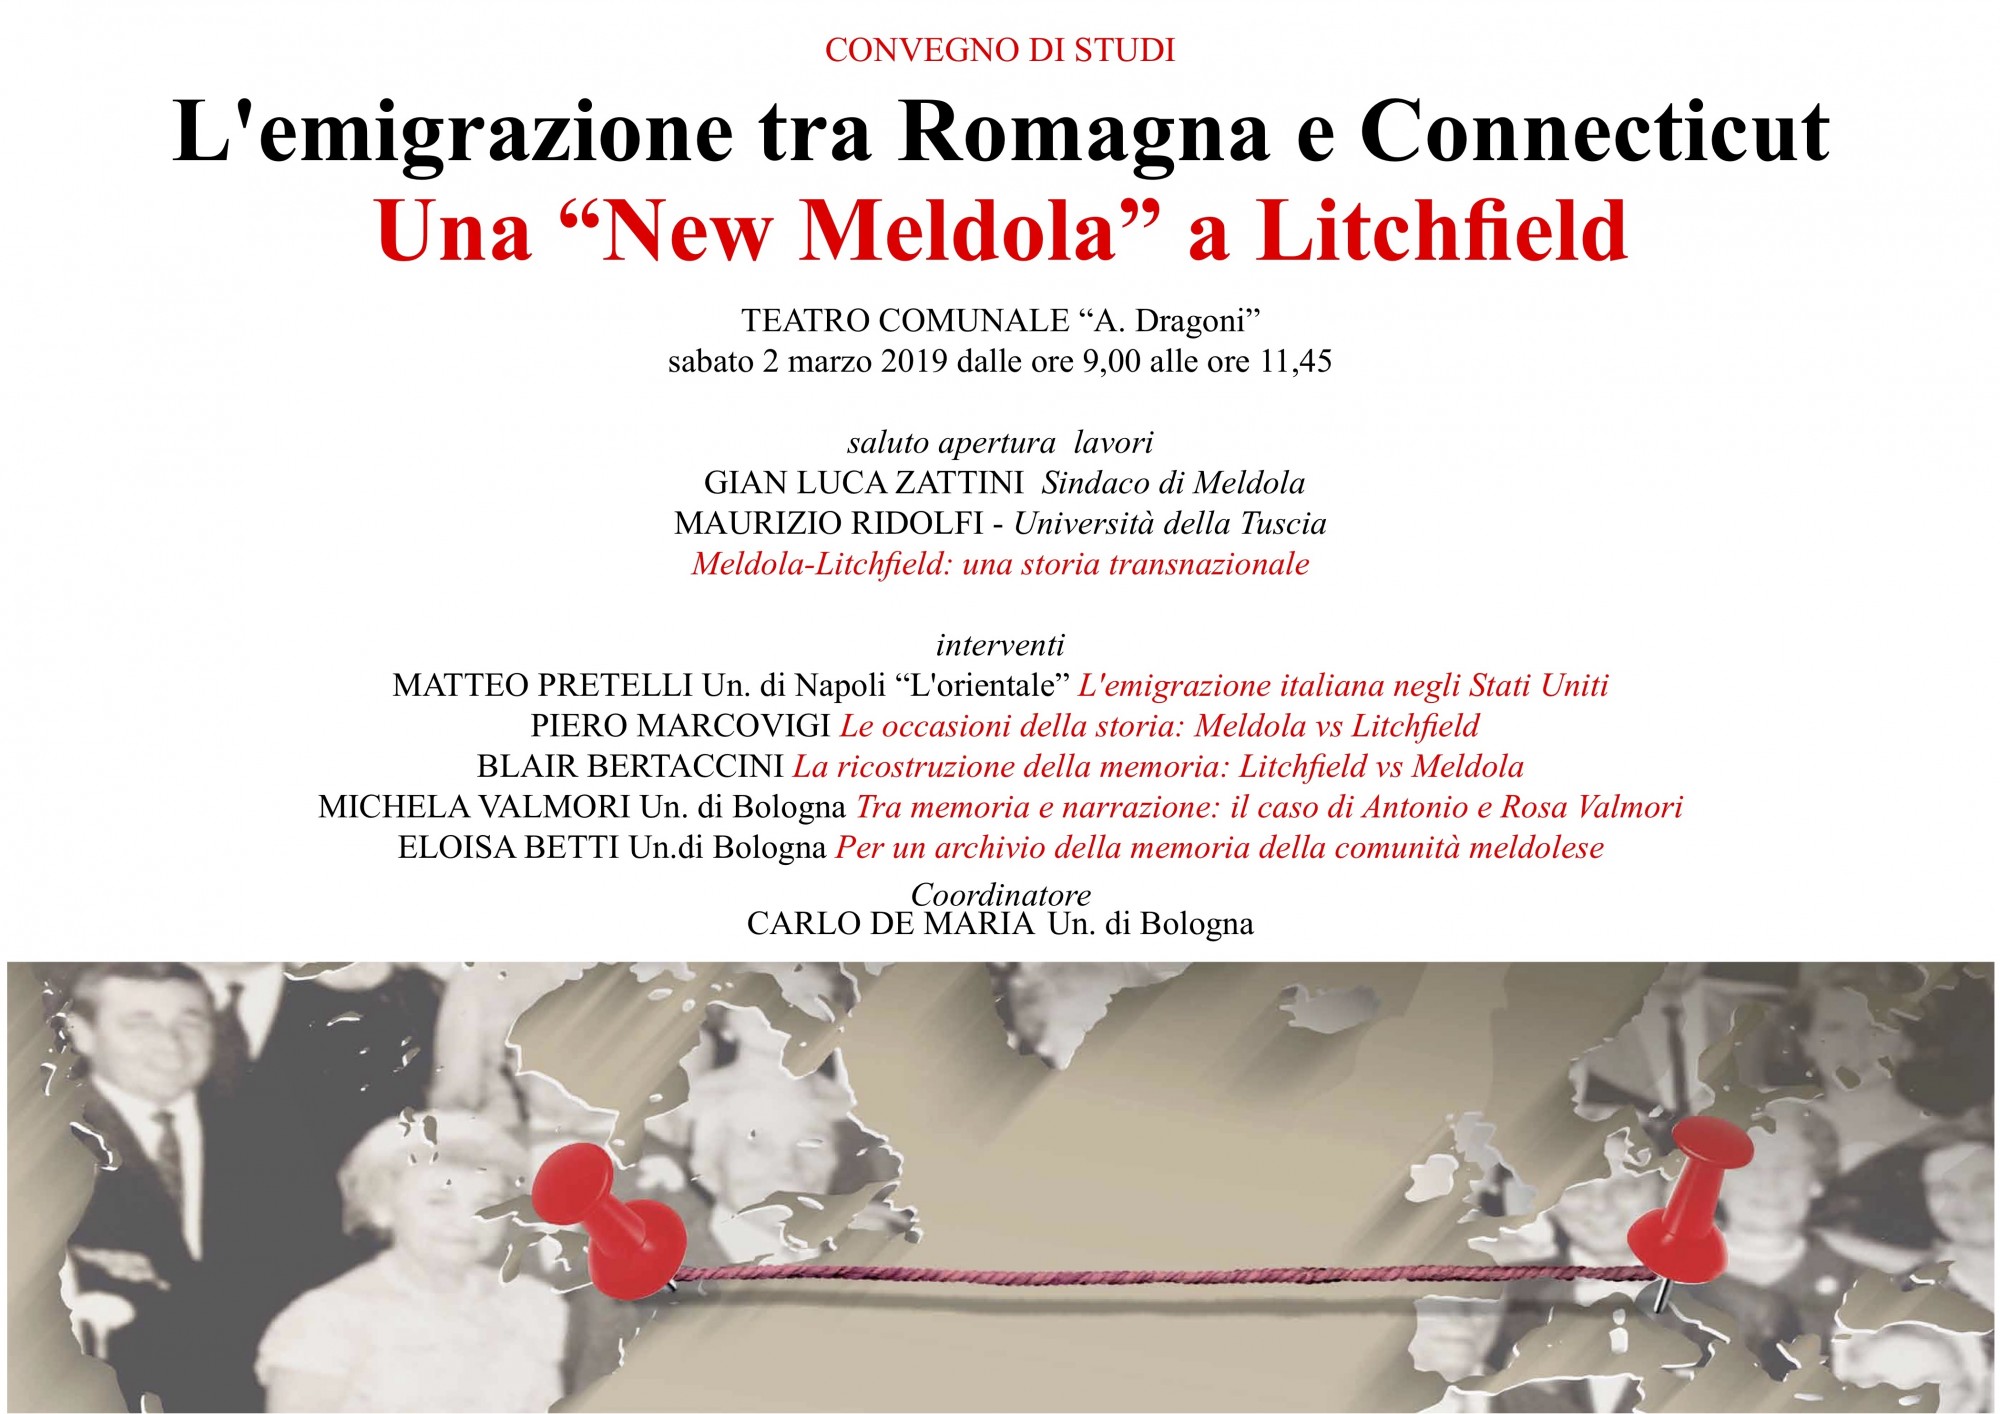 CONVEGNO DI STUDI
L'emigrazione tra Romagna e Connecticut
Una “New Meldola” a Litchfield
TEATRO COMUNALE “A. Dragoni”
sabato 2 marzo 2019 dalle ore 9,00 alle ore 11,45
saluto apertura lavori
GIAN LUCA ZATTINI Sindaco di Meldola
MAURIZIO RIDOLFI - Università della Tuscia
Meldola-Litchfield: una storia transnazionale
interventi
MATTEO PRETELLI Un. di Napoli “L'orientale” L'emigrazione italiana negli Stati Uniti
PIERO MARCOVIGI Le occasioni della storia: Meldola vs Litchfield
BLAIR BERTACCINI La ricostruzione della memoria: Litchfield vs Meldola
MICHELA VALMORI Un. di Bologna Tra memoria e narrazione: il caso di Antonio e Rosa Valmori
ELOISA BETTI Un.di Bologna Per un archivio della memoria della comunità meldolese
Coordinatore
CARLO DE MARIA Un. di Bologna